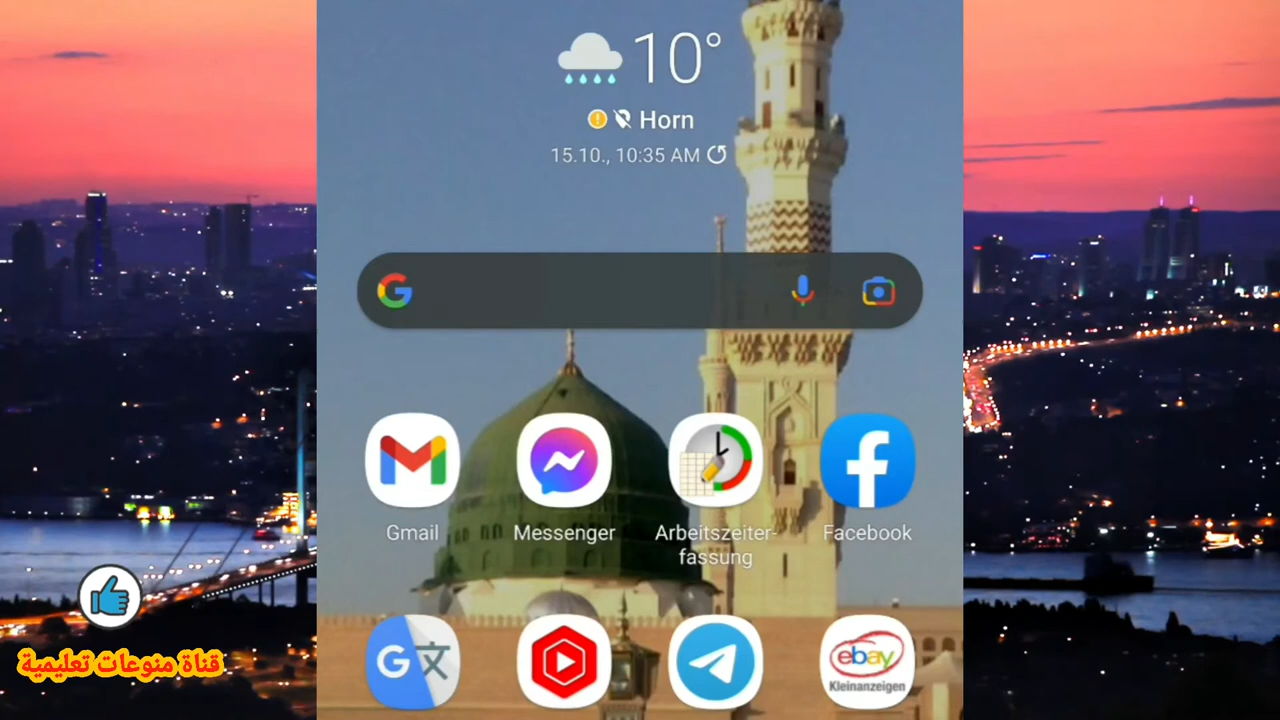 10°
Horn
15.10., 10:35 AM
Gmail
Messenger
Arbeitszeiter-
fassung
Facebook
ebay
Kleinanzeigen
قناة منوعات تعليمية